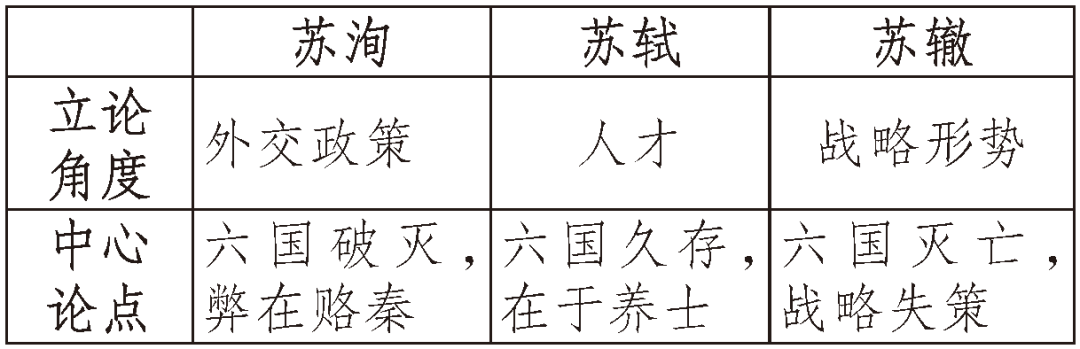 苏洵 苏轼 苏辙
立论角度 外交政策 人才 战略形势
中心论点 六国破灭，弊在赂秦 六国久存，在于养士 六国灭亡，战略失策